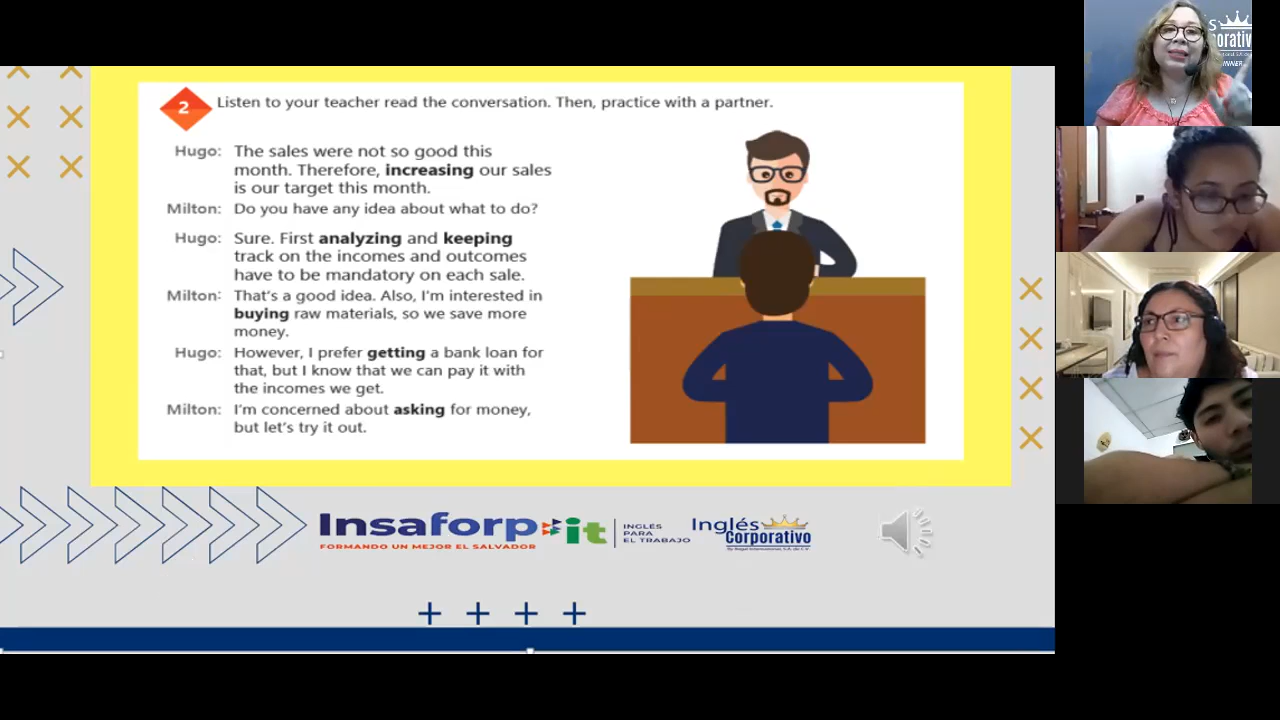 2 Listen to your teacher read the conversation. Then, practice with a partner.
Hugo: The sales were not so good this
month. Therefore, increasing our sales
is our target this month.
Milton: Do you have any idea about what to do?
Hugo: Sure. First analyzing and keeping
track on the incomes and outcomes
have to be mandatory on each sale.
Milton: That's a good idea. Also, I'm interested in
buying raw materials, so we save more
money.
Hugo: However, I prefer getting a bank loan for
that, but I know that we can pay it with
the incomes we get.
Milton: I'm concerned about asking for money,
but let's try it out.
Insaforp
FORMANDO UN MEJOR EL SALVADOR
it
INGLÉS
PARA
EL TRABAJO
Inglés
Corporativo